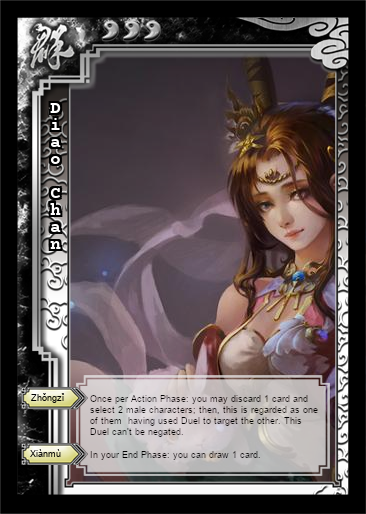 群
Diao Chan
Zhǒngzǐ
Once per Action Phase: you may discard 1 card and
select 2 male characters; then, this is regarded as one
of them having used Duel to target the other. This
Duel can't be negated.
Xiànmù
In your End Phase: you can draw 1 card.